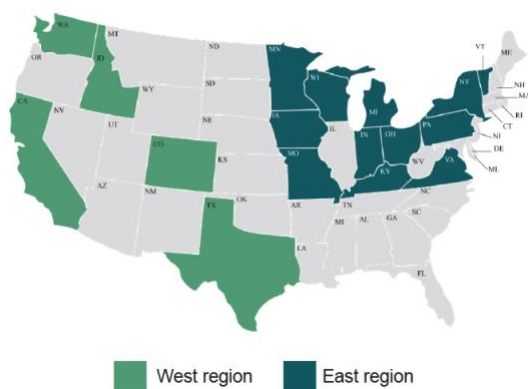 WA
MT
ND
MN
VT
ME
OR
ID
SD
WI
NY
NH
MA
WY
MI
RI
CT
CA
NV
NE
IA
PA
NJ
UT
IL
IN
OH
DE
CO
KS
MO
WV
VA
ML
KY
AZ
NM
OK
AR
TN
NC
TX
MI
AL
GA
SC
LA
FL
West region
East region